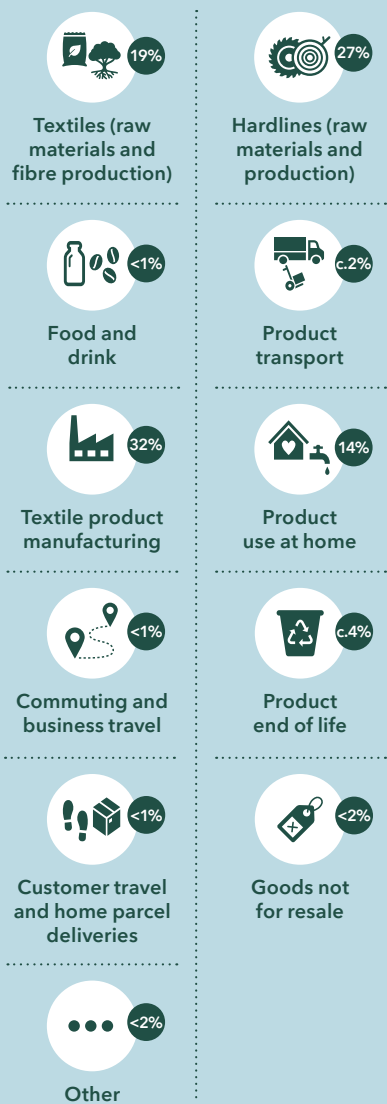 19%
Textiles (raw
materials and
fibre production)
27%
Hardlines (raw
materials and
production)
<1%
Food and
drink
c.2%
Product
transport
32%
Textile product
manufacturing
14%
Product
use at home
<1%
Commuting and
business travel
c.4%
Product
end of life
<1%
Customer travel
and home parcel
deliveries
<2%
Goods not
for resale
<2%
Other